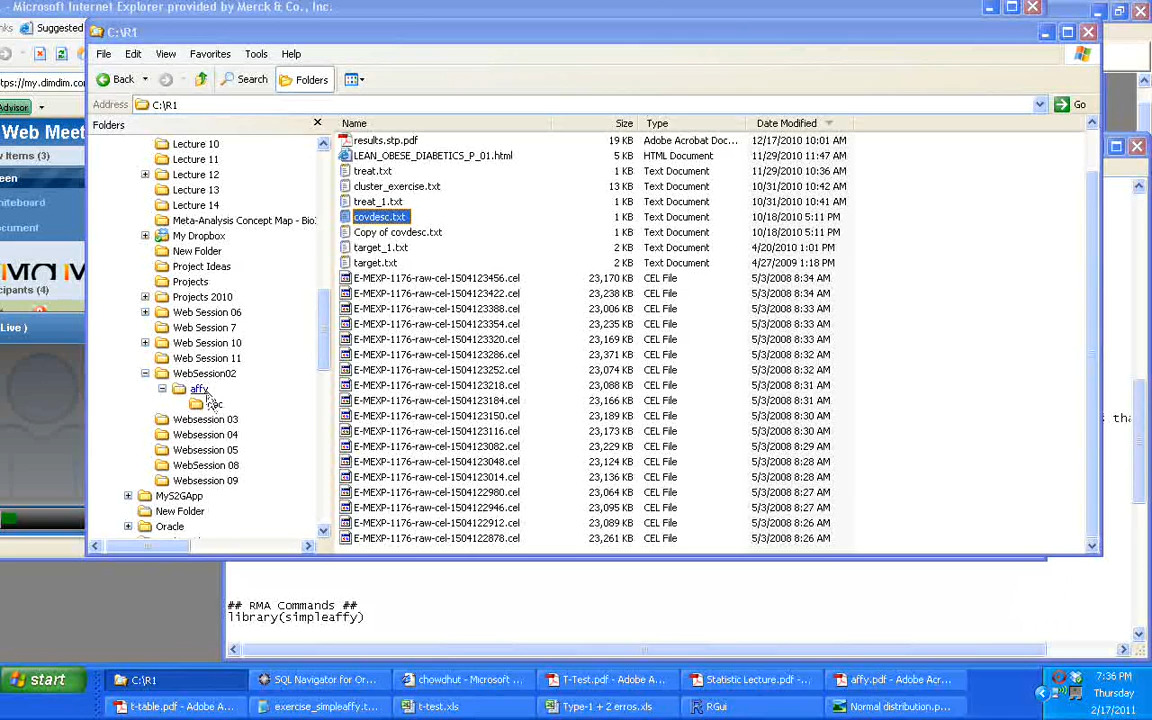 - Microsoft Internet Explorer provided by Merck & Co., Inc.
C:\R1
Suggested
File Edit View Favorites Tools Help
Back Search Folders
ttps://my.dimdim.con
Address C:\R1 Go
Advisor
Folders
Name Size Type Date Modified
Web Meet
w Items (3)
een
hiteboard
ocument
cipants (4)
Live )
Lecture 10
Lecture 11
Lecture 12
Lecture 13
Lecture 14
Meta-Analysis Concept Map - Bio
My Dropbox
New Folder
Project Ideas
Projects
Projects 2010
Web Session 06
Web Session 7
Web Session 10
Web Session 11
WebSession02
affy
Websession 03
Websession 04
Websession 05
WebSession 08
Websession 09
MyS2GApp
New Folder
Oracle
results.stp.pdf 19 KB Adobe Acrobat Doc... 12/17/2010 10:01 AM
LEAN_OBESE_DIABETICS_P_01.html 5 KB HTML Document 11/29/2010 11:47 AM
treat.txt 1 KB Text Document 11/29/2010 10:36 AM
cluster_exercise.txt 13 KB Text Document 10/31/2010 10:42 AM
treat_1.txt 1 KB Text Document 10/31/2010 10:41 AM
covdesc.txt 1 KB Text Document 10/18/2010 5:11 PM
Copy of covdesc.txt 1 KB Text Document 10/18/2010 5:11 PM
target_1.txt 2 KB Text Document 4/20/2010 1:01 PM
target.txt 2 KB Text Document 4/27/2009 1:18 PM
E-MEXP-1176-raw-cel-1504123456.cel 23,170 KB CEL File 5/3/2008 8:34 AM
E-MEXP-1176-raw-cel-1504123422.cel 23,238 KB CEL File 5/3/2008 8:34 AM
E-MEXP-1176-raw-cel-1504123388.cel 23,006 KB CEL File 5/3/2008 8:33 AM
E-MEXP-1176-raw-cel-1504123354.cel 23,235 KB CEL File 5/3/2008 8:33 AM
E-MEXP-1176-raw-cel-1504123320.cel 23,169 KB CEL File 5/3/2008 8:33 AM
E-MEXP-1176-raw-cel-1504123286.cel 23,371 KB CEL File 5/3/2008 8:32 AM
E-MEXP-1176-raw-cel-1504123252.cel 23,074 KB CEL File 5/3/2008 8:32 AM
E-MEXP-1176-raw-cel-1504123218.cel 23,088 KB CEL File 5/3/2008 8:31 AM
E-MEXP-1176-raw-cel-1504123184.cel 23,400 KB CEL File 5/3/2008 8:31 AM
E-MEXP-1176-raw-cel-1504123150.cel 23,189 KB CEL File 5/3/2008 8:30 AM
E-MEXP-1176-raw-cel-1504123116.cel 23,173 KB CEL File 5/3/2008 8:30 AM
E-MEXP-1176-raw-cel-1504123082.cel 23,229 KB CEL File 5/3/2008 8:29 AM
E-MEXP-1176-raw-cel-1504123048.cel 23,124 KB CEL File 5/3/2008 8:28 AM
E-MEXP-1176-raw-cel-1504123014.cel 23,217 KB CEL File 5/3/2008 8:28 AM
E-MEXP-1176-raw-cel-1504122980.cel 23,064 KB CEL File 5/3/2008 8:27 AM
E-MEXP-1176-raw-cel-1504122946.cel 23,095 KB CEL File 5/3/2008 8:27 AM
E-MEXP-1176-raw-cel-1504122912.cel 23,089 KB CEL File 5/3/2008 8:26 AM
E-MEXP-1176-raw-cel-1504122878.cel 23,261 KB CEL File 5/3/2008 8:26 AM
s tha
## RMA Commands ##
library(simpleaffy)
start C:\R1 SQL Navigator for Or... chowdhut - Microsoft ... T-Test.pdf - Adobe A... Statistic Lecture.pdf -... affy.pdf - Adobe Acr...
t-table.pdf - Adobe A... exercise_simpleaffy.t... t-test.xls Type-1 + 2 erros.xls RGui Normal distribution.p...
7:36 PM
Thursday
2/17/2011